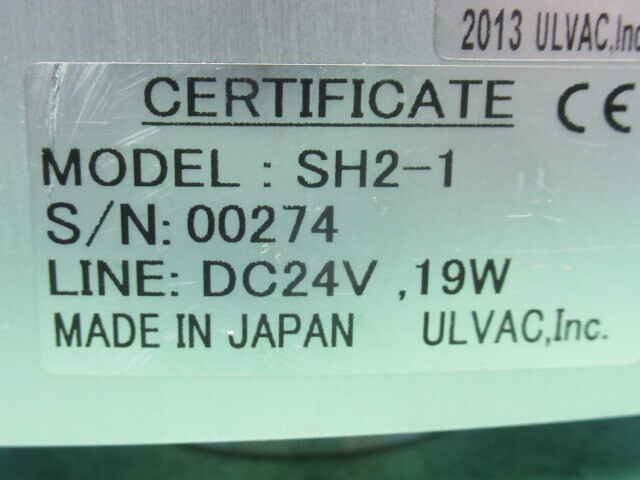 2013 ULVAC,Inc
CERTIFICATE CE
MODEL : SH2-1
S/N: 00274
LINE: DC24V ,19W
MADE IN JAPAN ULVAC,Inc.